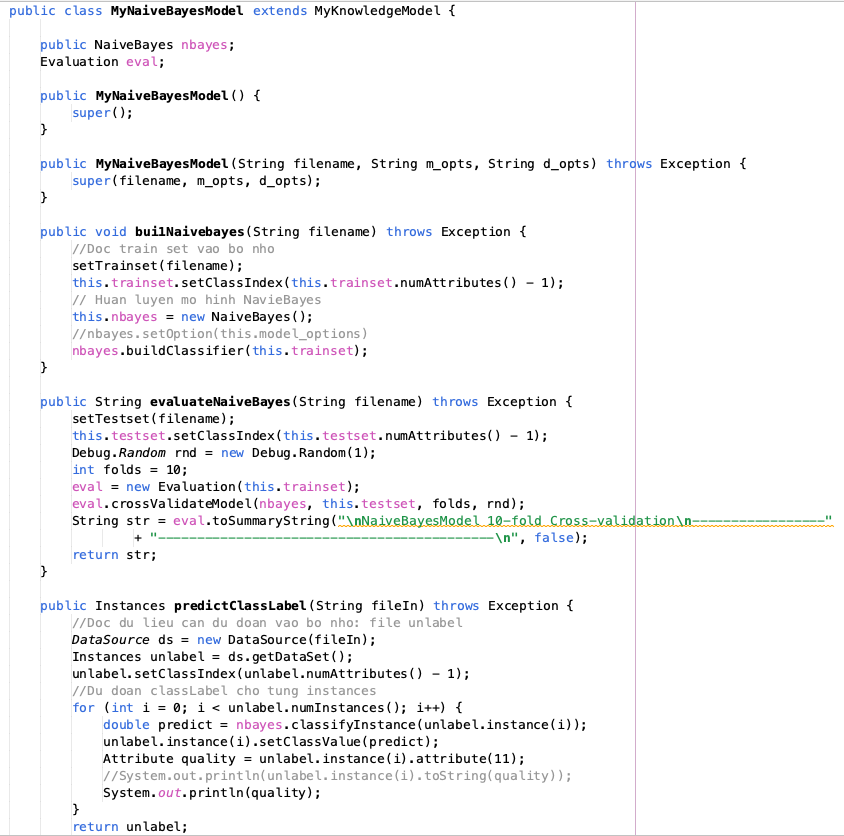 public class MyNaiveBayesModel extends MyKnowledgeModel {
public NaiveBayes nbayes;
Evaluation eval;
public MyNaiveBayesModel() {
super();
}
public MyNaiveBayesModel(String filename, String m_opts, String d_opts) throws Exception {
super(filename, m_opts, d_opts);
}
public void bui1Naivebayes(String filename) throws Exception {
//Doc train set vao bo nho
setTrainset(filename);
this.trainset.setClassIndex(this.trainset.numAttributes() - 1);
// Huan luyen mo hinh NavieBayes
this.nbayes = new NaiveBayes();
//nbayes.setOption(this.model_options)
nbayes.buildClassifier(this.trainset);
}
public String evaluateNaiveBayes(String filename) throws Exception {
setTestset(filename);
this.testset.setClassIndex(this.testset.numAttributes() - 1);
Debug.Random rnd = new Debug.Random(1);
int folds = 10;
eval = new Evaluation(this.trainset);
eval.crossValidateModel(nbayes, this.testset, folds, rnd);
String str = eval.toSummaryString("\nNaiveBayesModel 10-fold Cross-validation\n-----------------"
+ "-------------------------------------------\n", false);
return str;
}
public Instances predictClassLabel(String fileIn) throws Exception {
//Doc du lieu can du doan vao bo nho: file unlabel
DataSource ds = new DataSource(fileIn);
Instances unlabel = ds.getDataSet();
unlabel.setClassIndex(unlabel.numAttributes() - 1);
//Du doan classLabel cho tung instances
for (int i = 0; i < unlabel.numInstances(); i++) {
double predict = nbayes.classifyInstance(unlabel.instance(i));
unlabel.instance(i).setClassValue(predict);
Attribute quality = unlabel.instance(i).attribute(11);
//System.out.println(unlabel.instance(i).toString(quality));
System.out.println(quality);
}
return unlabel;